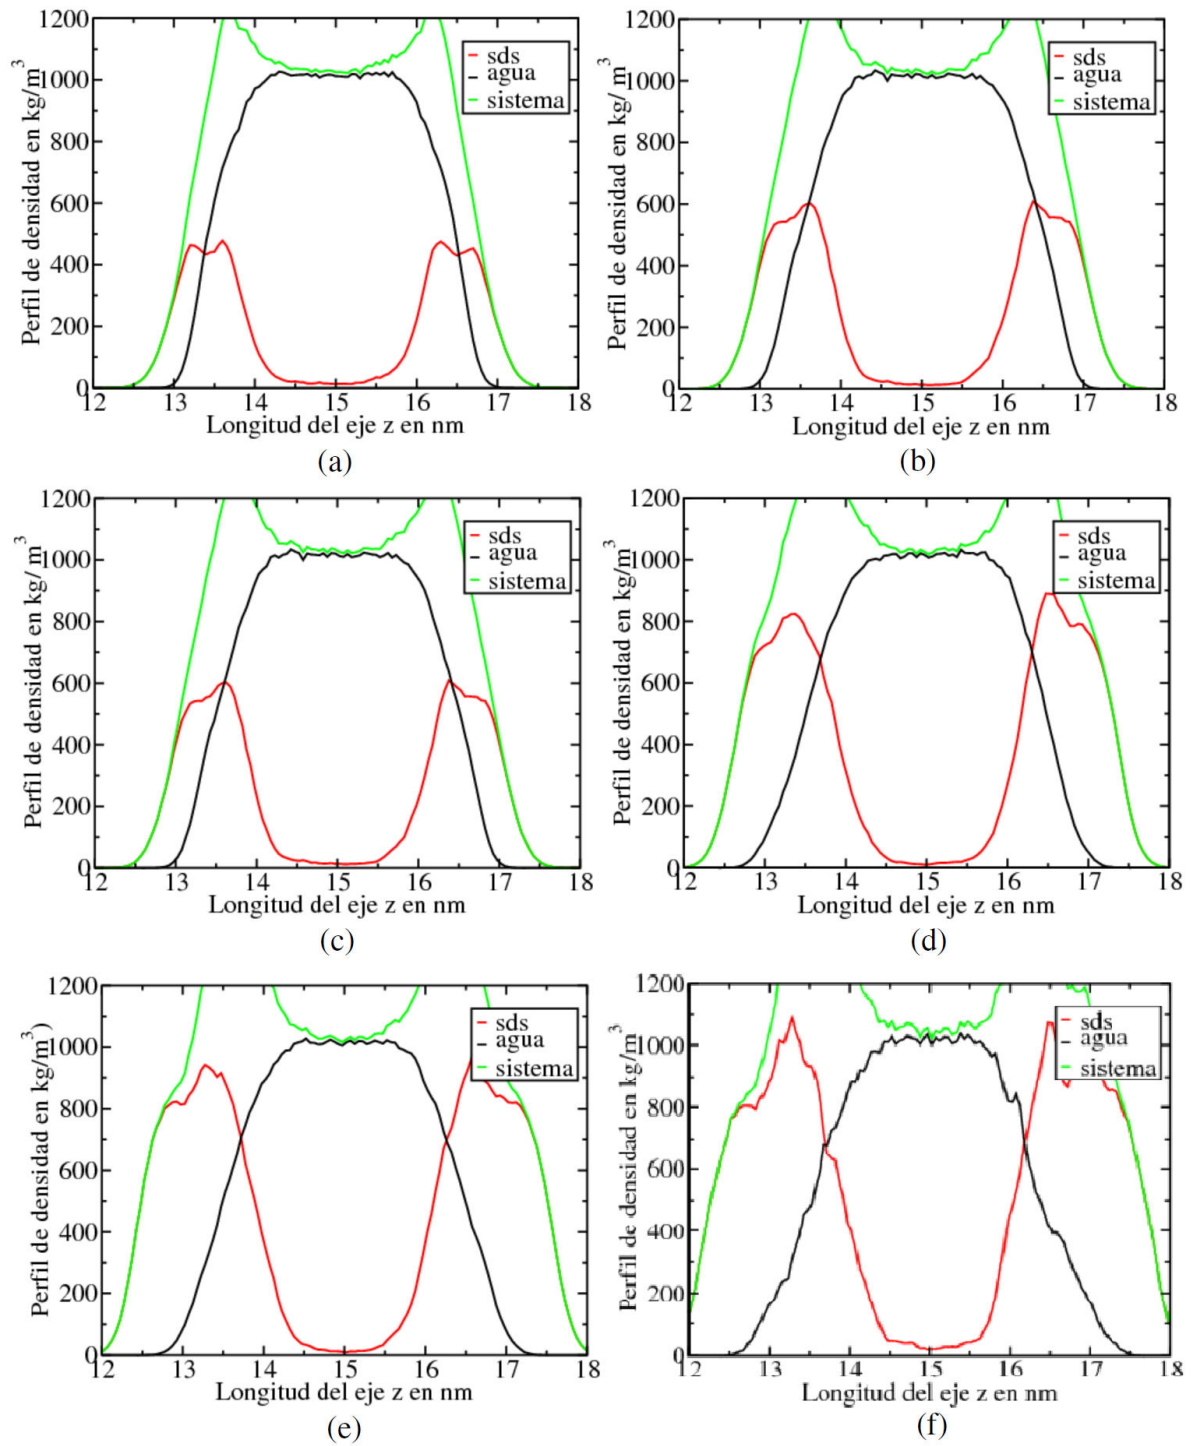 1200
1000
800
600
400
200
0
Perfil de densidad en kg/m³
sds
agua
sistema
12 13 14 15 16 17 18
Longitud del eje z en nm
(a)
1200
1000
800
600
400
200
0
Perfil de densidad en kg/ m³
sds
agua
sistema
12 13 14 15 16 17 18
Longitud del eje z en nm
(b)
1200
1000
800
600
400
200
0
Perfil de densidad en kg/ m³
sds
agua
sistema
12 13 14 15 16 17 18
Longitud del eje z en nm
(c)
1200
1000
800
600
400
200
0
Perfil de densidad en kg/m³
sds
agua
sistema
12 13 14 15 16 17 18
Longitud del eje z en nm
(d)
1200
1000
800
600
400
200
0
Perfil de densidad en kg/m³)
sds
agua
sistema
12 13 14 15 16 17 18
Longitud del eje z en nm
(e)
1200
1000
800
600
400
200
0
Perfil de densidad en kg/m³
sds
agua
sistema
12 13 14 15 16 17 18
Longitud del eje z en nm
(f)